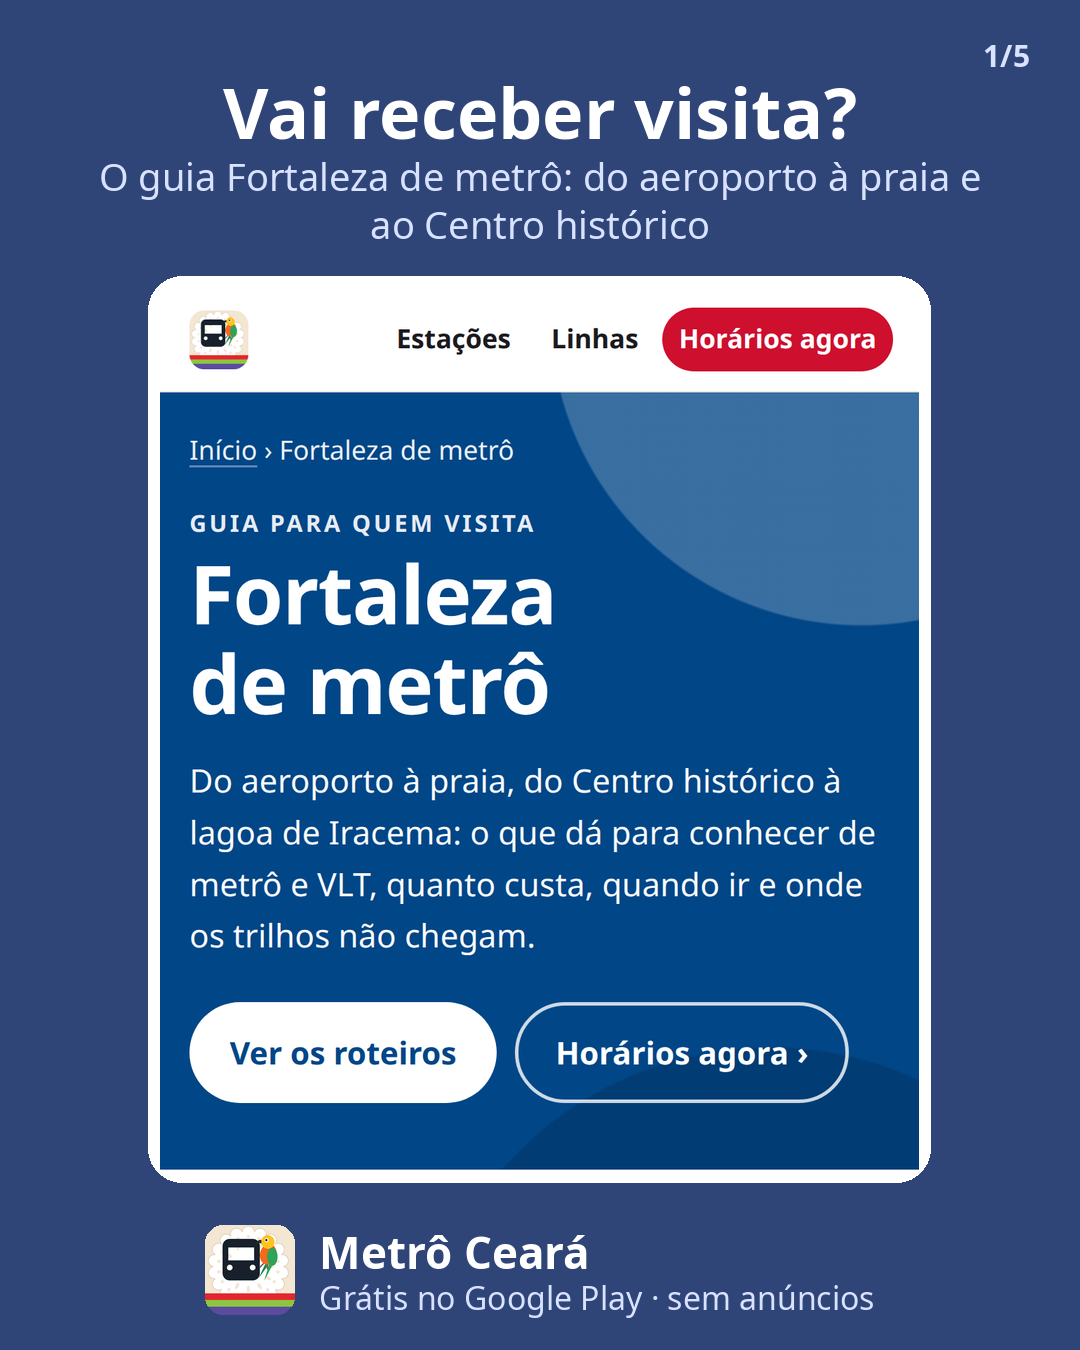 1/5
Vai receber visita?
O guia Fortaleza de metrô: do aeroporto à praia e
ao Centro histórico
Estações Linhas Horários agora
Início › Fortaleza de metrô
GUIA PARA QUEM VISITA
Fortaleza
de metrô
Do aeroporto à praia, do Centro histórico à
lagoa de Iracema: o que dá para conhecer de
metrô e VLT, quanto custa, quando ir e onde
os trilhos não chegam.
Ver os roteiros Horários agora ›
Metrô Ceará
Grátis no Google Play · sem anúncios